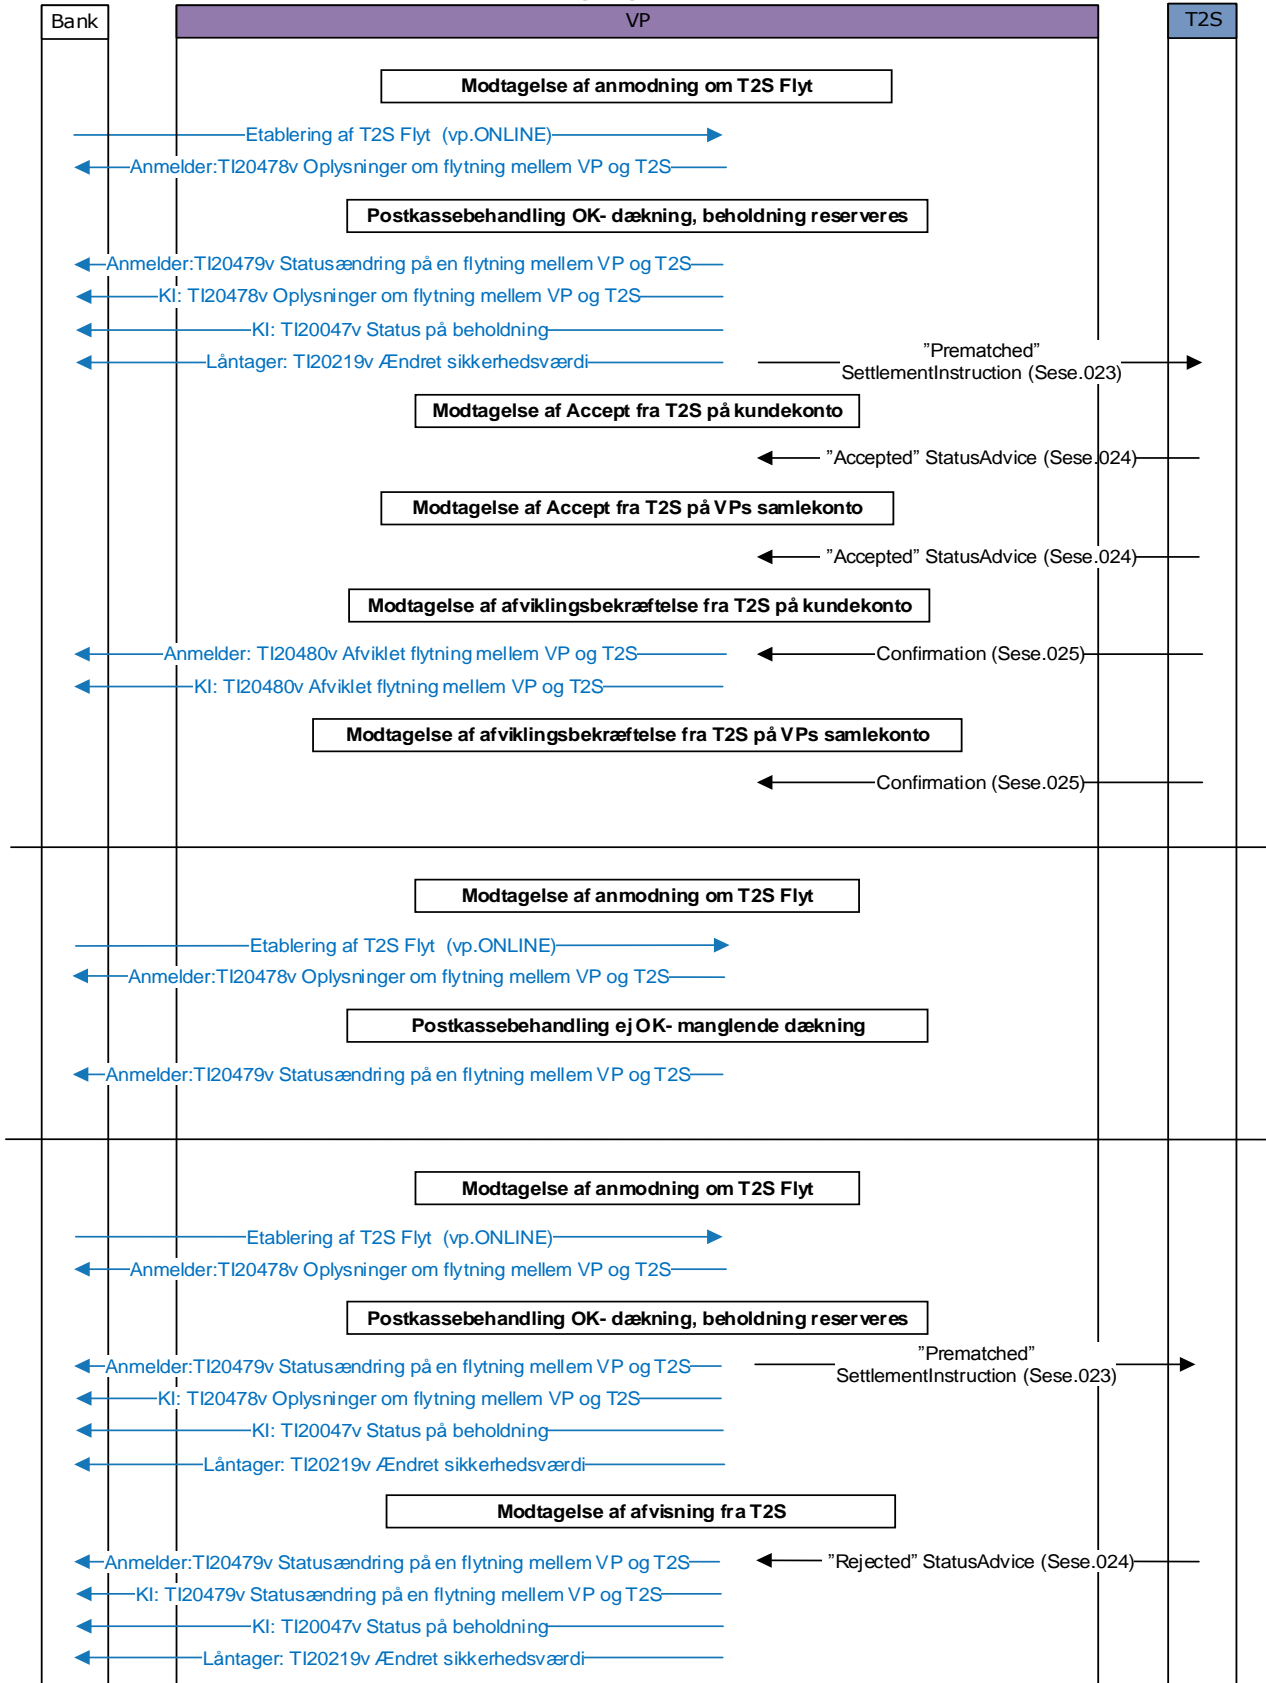 Bank
VP
T2S
Modtagelse af anmodning om T2S Flyt
Etablering af T2S Flyt (vp.ONLINE)
Anmelder:TI20478v Oplysninger om flytning mellem VP og T2S
Postkassebehandling OK- dækning, beholdning reserveres
Anmelder:TI20479v Statusændring på en flytning mellem VP og T2S
KI: TI20478v Oplysninger om flytning mellem VP og T2S
KI: TI20047v Status på beholdning
Låntager: TI20219v Ændret sikkerhedsværdi
”Prematched”
SettlementInstruction (Sese.023)
Modtagelse af Accept fra T2S på kundekonto
”Accepted” StatusAdvice (Sese.024)
Modtagelse af Accept fra T2S på VPs samlekonto
”Accepted” StatusAdvice (Sese.024)
Modtagelse af afviklingsbekræftelse fra T2S på kundekonto
Anmelder: TI20480v Afviklet flytning mellem VP og T2S
Confirmation (Sese.025)
KI: TI20480v Afviklet flytning mellem VP og T2S
Modtagelse af afviklingsbekræftelse fra T2S på VPs samlekonto
Confirmation (Sese.025)
Modtagelse af anmodning om T2S Flyt
Etablering af T2S Flyt (vp.ONLINE)
Anmelder:TI20478v Oplysninger om flytning mellem VP og T2S
Postkassebehandling ej OK- manglende dækning
Anmelder:TI20479v Statusændring på en flytning mellem VP og T2S
Modtagelse af anmodning om T2S Flyt
Etablering af T2S Flyt (vp.ONLINE)
Anmelder:TI20478v Oplysninger om flytning mellem VP og T2S
Postkassebehandling OK- dækning, beholdning reserveres
”Prematched”
SettlementInstruction (Sese.023)
Anmelder:TI20479v Statusændring på en flytning mellem VP og T2S
KI: TI20478v Oplysninger om flytning mellem VP og T2S
KI: TI20047v Status på beholdning
Låntager: TI20219v Ændret sikkerhedsværdi
Modtagelse af afvisning fra T2S
Anmelder:TI20479v Statusændring på en flytning mellem VP og T2S
”Rejected” StatusAdvice (Sese.024)
KI: TI20479v Statusændring på en flytning mellem VP og T2S
KI: TI20047v Status på beholdning
Låntager: TI20219v Ændret sikkerhedsværdi